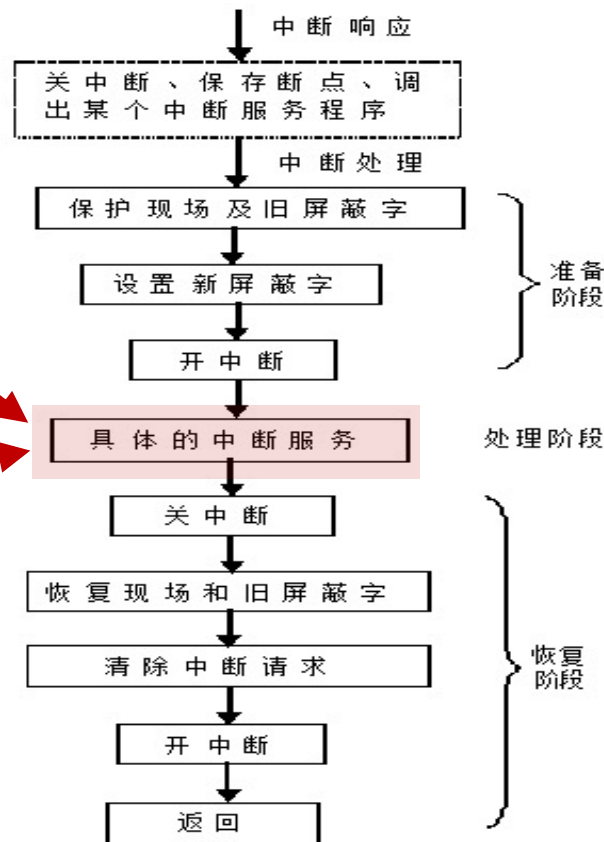 中断响应
关中断、保存断点、调
出某个中断服务程序
中断处理
保护现场及旧屏蔽字
设置新屏蔽字
准备
阶段
开中断
具体的中断服务
处理阶段
关中断
恢复现场和旧屏蔽字
清除中断请求
恢复
阶段
开中断
返回